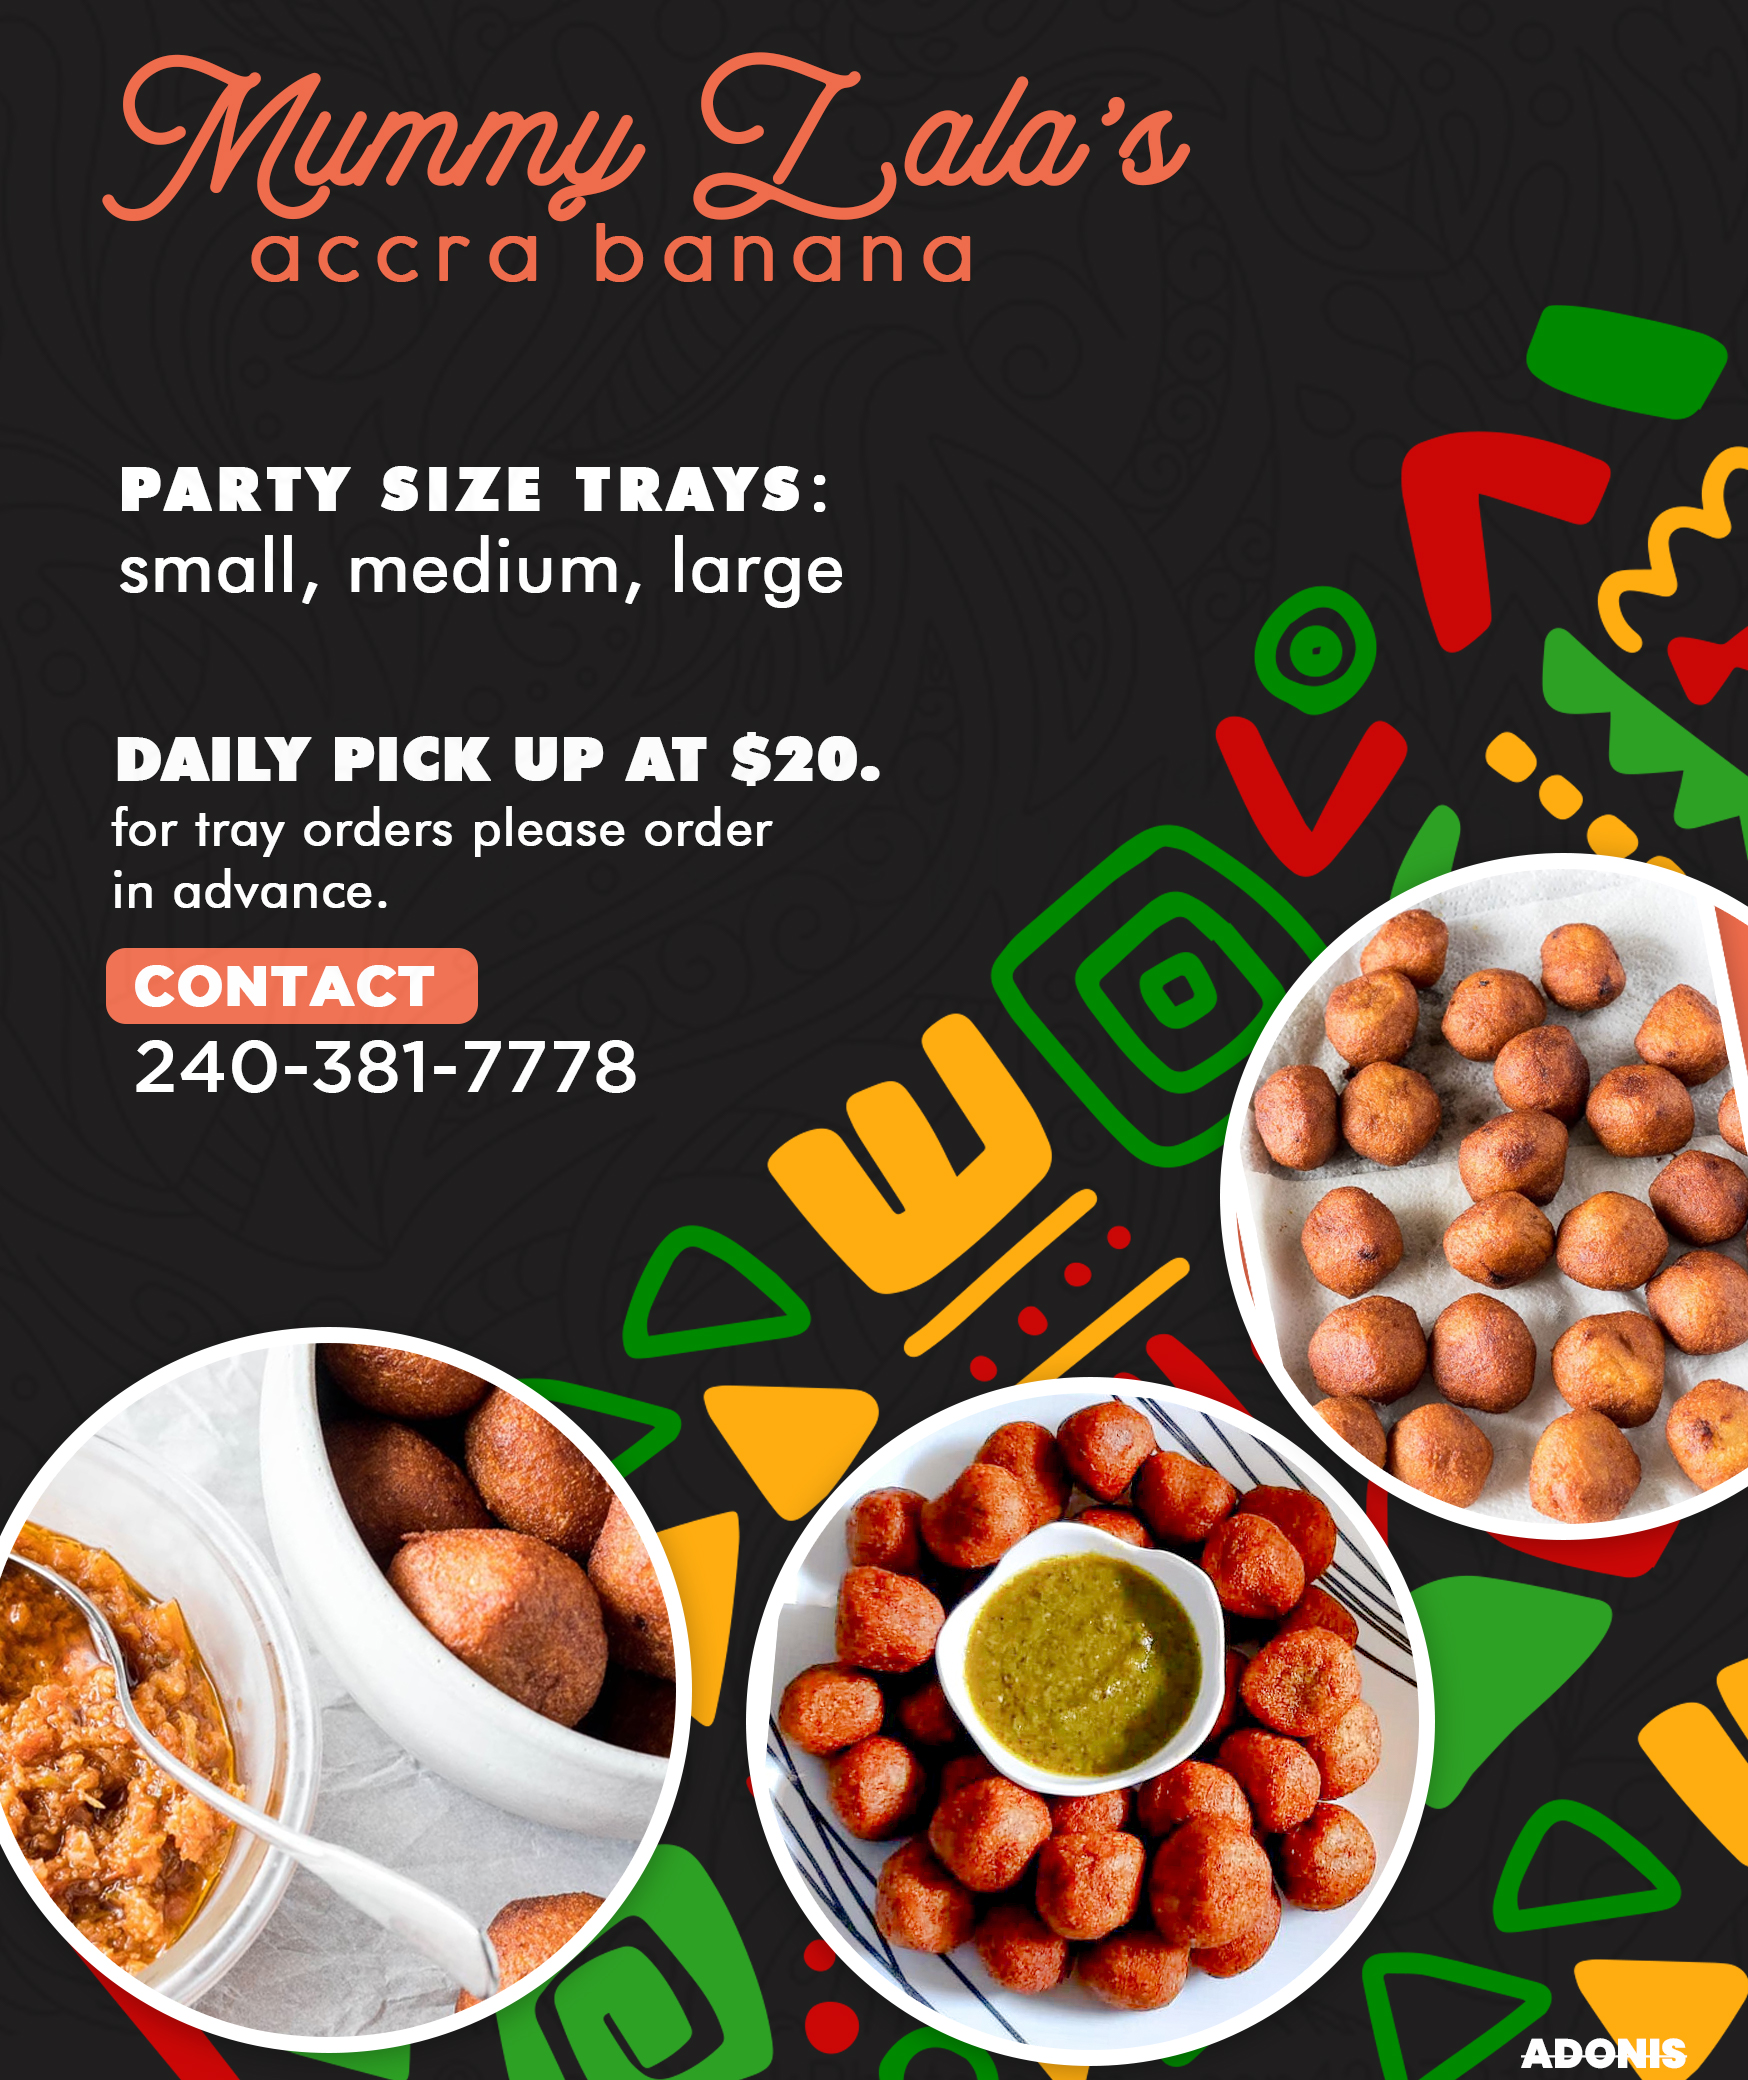 Mummy Lala's
accra banana
PARTY SIZE TRAYS:
small, medium, large
DAILY PICK UP AT $20.
for tray orders please order
in advance.
CONTACT
240-381-7778
ADONIS